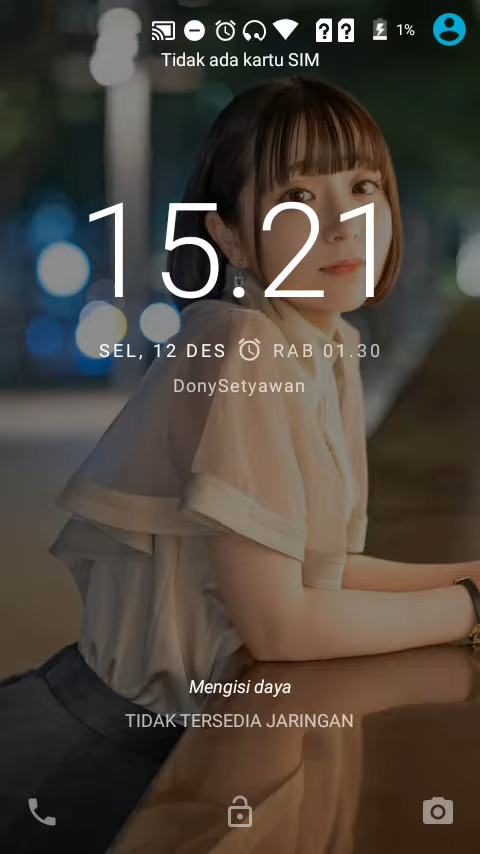 1%
Tidak ada kartu SIM
15.21
SEL, 12 DES RAB 01.30
DonySetyawan
Mengisi daya
TIDAK TERSEDIA JARINGAN